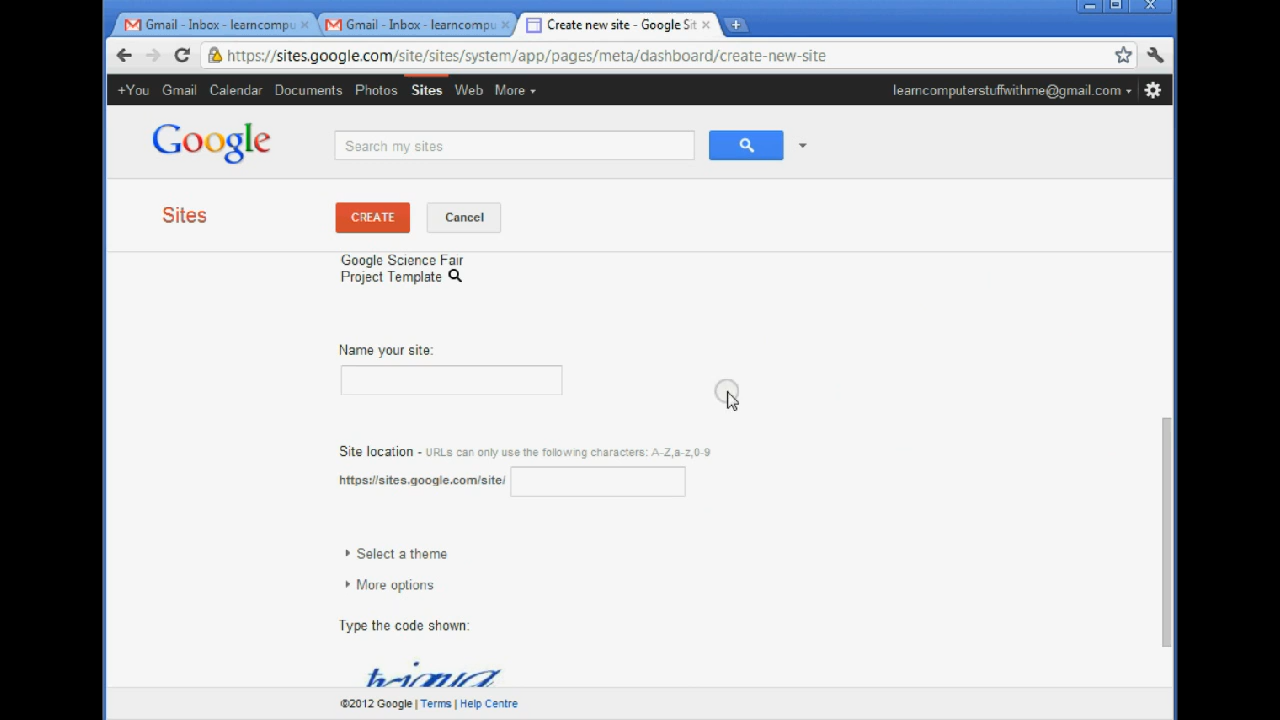 Gmail - Inbox - learncompu
Gmail - Inbox - learncompu
Create new site - Google Sit
https://sites.google.com/site/sites/system/app/pages/meta/dashboard/create-new-site
+You Gmail Calendar Documents Photos Sites Web More
learncomputerstuffwithme@gmail.com
Google
Search my sites
Sites
CREATE
Cancel
Google Science Fair
Project Template
Name your site:
Site location - URLs can only use the following characters: A-Z,a-z,0-9
https://sites.google.com/site/
Select a theme
More options
Type the code shown:
©2012 Google | Terms | Help Centre